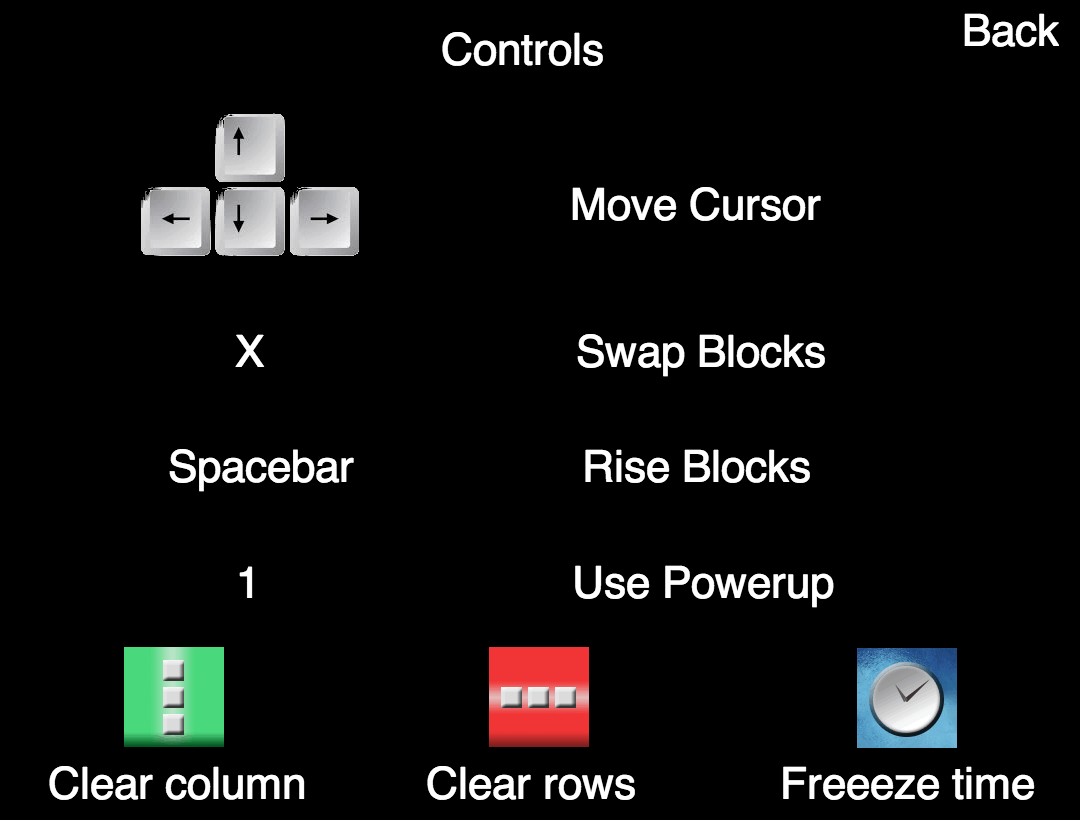 Controls
Back
Move Cursor
X
Swap Blocks
Spacebar
Rise Blocks
1
Use Powerup
Clear column
Clear rows
Freeeze time